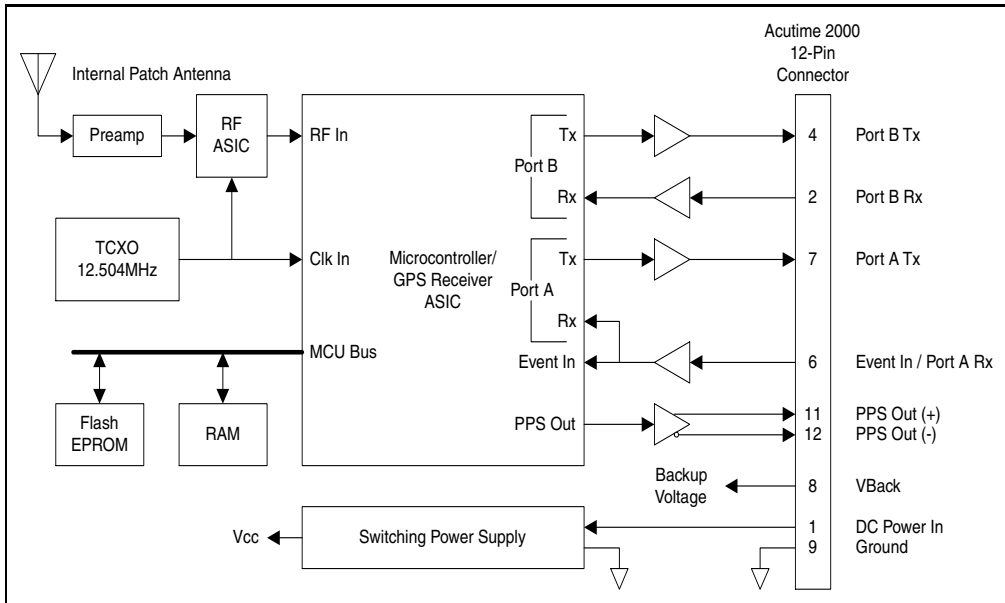 Acutime 2000
12-Pin
Connector
Internal Patch Antenna
Preamp
RF
ASIC
RF In
Tx
Port B
Rx
4
Port B Tx
2
Port B Rx
TCXO
12.504MHz
Clk In
Microcontroller/
GPS Receiver
ASIC
Tx
Port A
Rx
7
Port A Tx
MCU Bus
Event In
6
Event In / Port A Rx
Flash
EPROM
RAM
PPS Out
11
PPS Out (+)
12
PPS Out (-)
Backup
Voltage
8
VBack
Vcc
Switching Power Supply
1
DC Power In
9
Ground